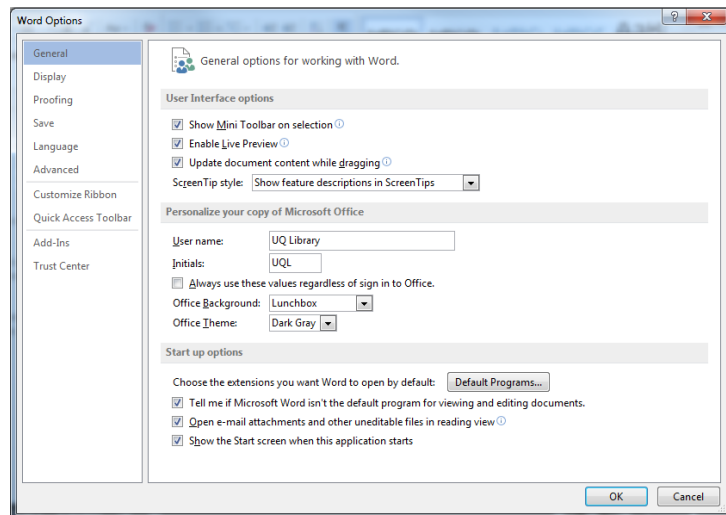 Word Options
General
Display
Proofing
Save
Language
Advanced
Customize Ribbon
Quick Access Toolbar
Add-Ins
Trust Center
General options for working with Word.
User Interface options
Show Mini Toolbar on selection
Enable Live Preview
Update document content while dragging
ScreenTip style: Show feature descriptions in ScreenTips
Personalize your copy of Microsoft Office
User name: UQ Library
Initials: UQL
Always use these values regardless of sign in to Office.
Office Background: Lunchbox
Office Theme: Dark Gray
Start up options
Choose the extensions you want Word to open by default: Default Programs...
Tell me if Microsoft Word isn't the default program for viewing and editing documents.
Open e-mail attachments and other uneditable files in reading view
Show the Start screen when this application starts
OK Cancel